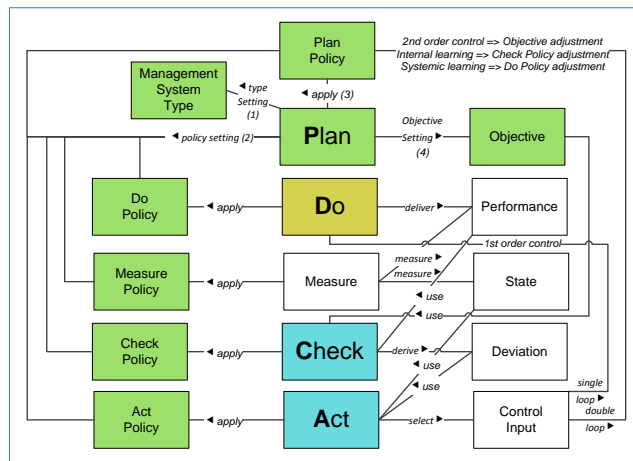 Plan
Policy
2nd order control => Objective adjustment
Internal learning => Check Policy adjustment
Systemic learning => Do Policy adjustment
Management
System
Type
◄ type
Setting
(1)
◄ apply (3)
◄ policy setting (2)
Plan
Objective
Setting ►
(4)
Objective
Do
Policy
◄ apply
Do
deliver ►
Performance
1st order control
Measure
Policy
◄ apply
Measure
measure ►
measure ►
State
◄ use
◄ use
Check
Policy
◄ apply
Check
derive ►
Deviation
◄ use
◄ use
single
loop ►
double
loop ►
Act
Policy
◄ apply
Act
select ►
Control
Input